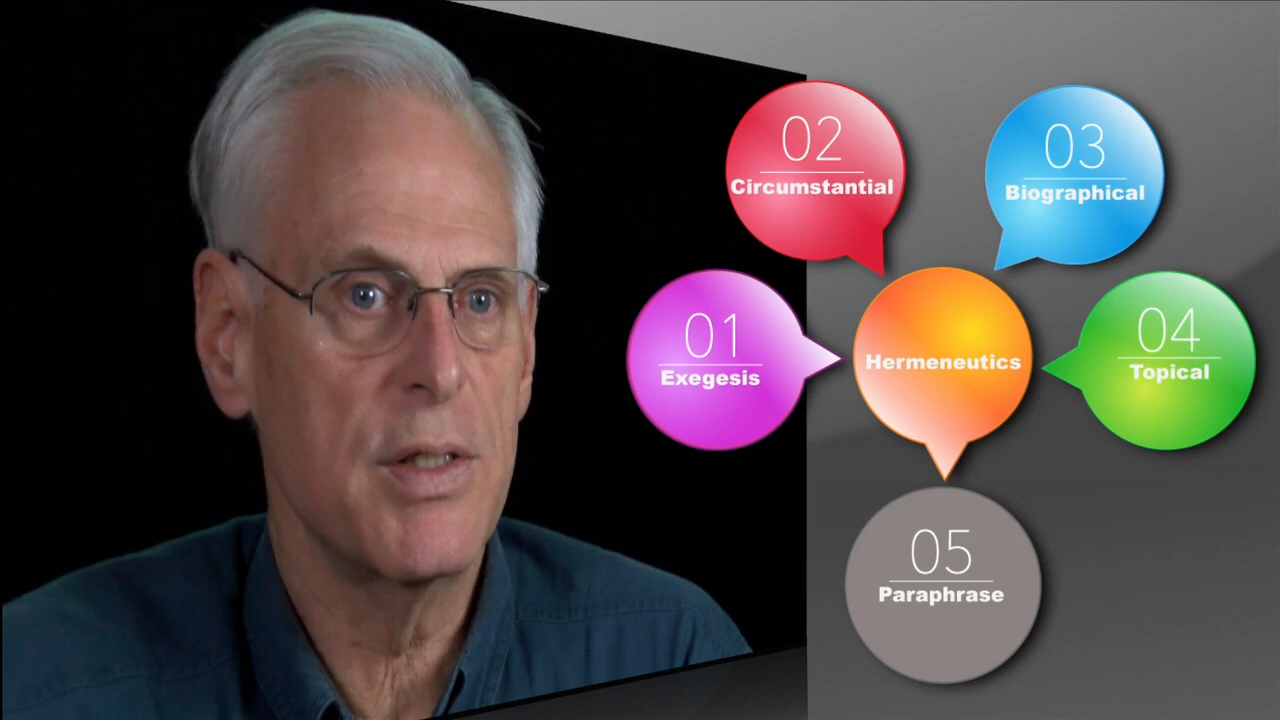 01
Exegesis
02
Circumstantial
03
Biographical
04
Topical
Hermeneutics
05
Paraphrase